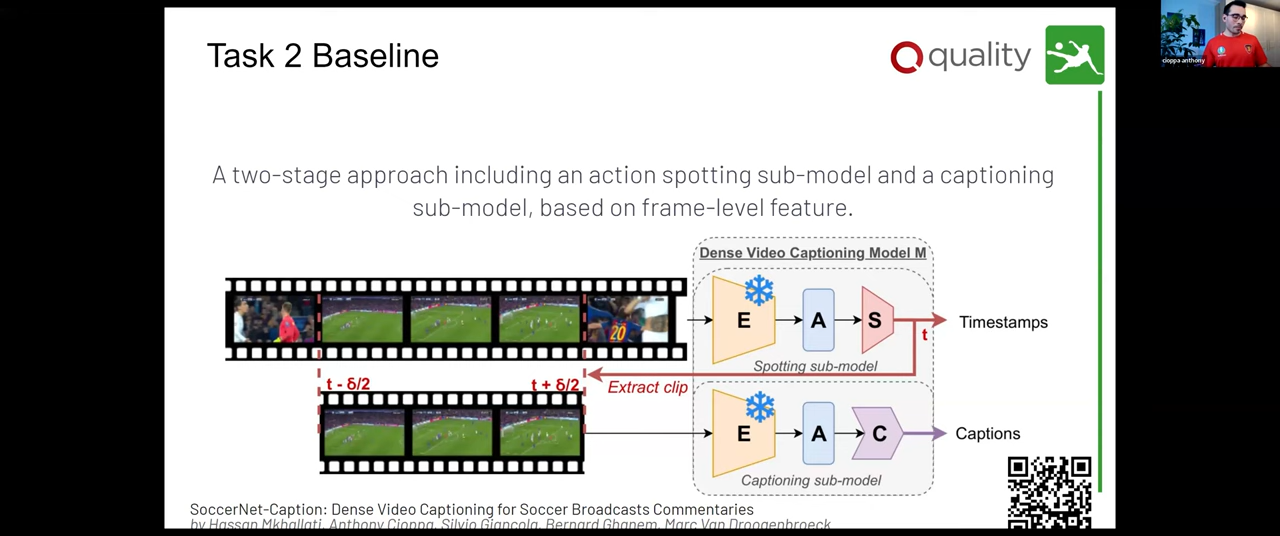 Task 2 Baseline
quality
cioppa anthony
A two-stage approach including an action spotting sub-model and a captioning
sub-model, based on frame-level feature.
Dense Video Captioning Model M
E
A
S
Timestamps
t
Spotting sub-model
20
t - δ/2
t + δ/2
Extract clip
E
A
C
Captions
Captioning sub-model
SoccerNet-Caption: Dense Video Captioning for Soccer Broadcasts Commentaries
by Hassan Mkhallati, Anthony Cioppa, Silvio Giancola, Bernard Ghanem, Marc Van Droogenbroeck